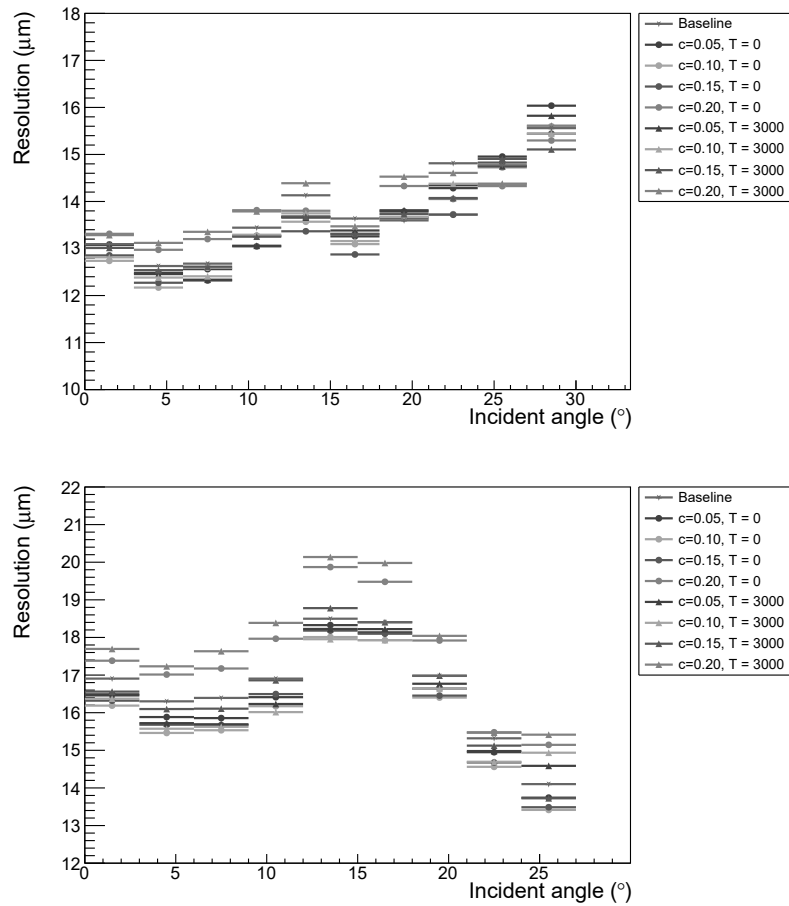 Resolution (μm)
18
17
16
15
14
13
12
11
10
0
5
10
15
20
25
30
Incident angle (°)
Baseline
c=0.05, T = 0
c=0.10, T = 0
c=0.15, T = 0
c=0.20, T = 0
c=0.05, T = 3000
c=0.10, T = 3000
c=0.15, T = 3000
c=0.20, T = 3000
Resolution (μm)
22
21
20
19
18
17
16
15
14
13
12
0
5
10
15
20
25
Incident angle (°)
Baseline
c=0.05, T = 0
c=0.10, T = 0
c=0.15, T = 0
c=0.20, T = 0
c=0.05, T = 3000
c=0.10, T = 3000
c=0.15, T = 3000
c=0.20, T = 3000